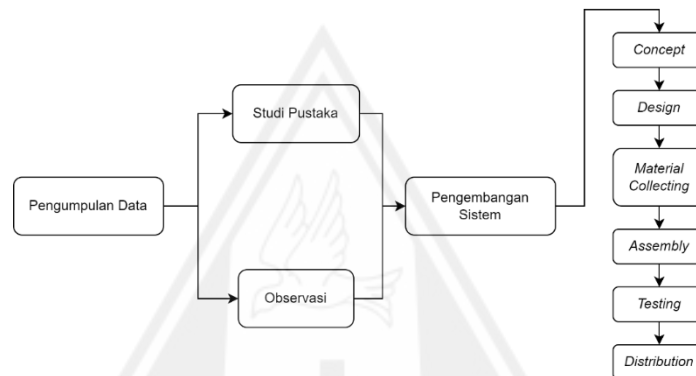 Pengumpulan Data
Studi Pustaka
Observasi
Pengembangan
Sistem
Concept
Design
Material
Collecting
Assembly
Testing
Distribution